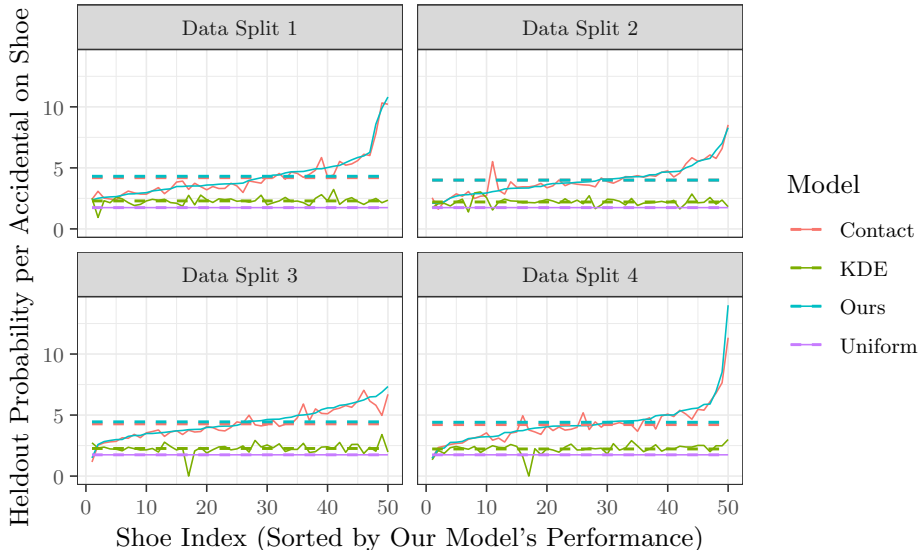 Data Split 1
Data Split 2
10
5
0
Data Split 3
Data Split 4
10
5
0
0 10 20 30 40 50
0 10 20 30 40 50
Shoe Index (Sorted by Our Model's Performance)
Heldout Probability per Accidental on Shoe
Model
Contact
KDE
Ours
Uniform